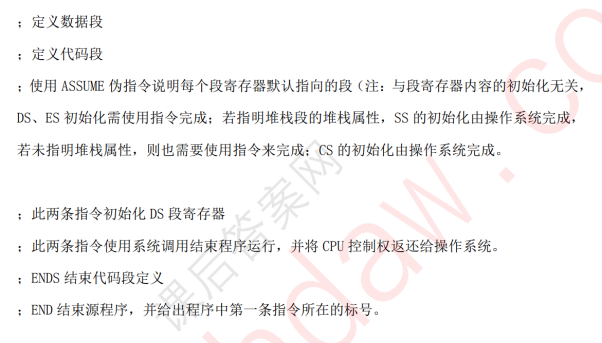 ；定义数据段
；定义代码段
；使用 ASSUME 伪指令说明每个段寄存器默认指向的段（注：与段寄存器内容的初始化无关，
DS、ES 初始化需使用指令完成；若指明堆栈段的堆栈属性，SS 的初始化由操作系统完成，
若未指明堆栈属性，则也需要使用指令来完成；CS 的初始化由操作系统完成。
；此两条指令初始化 DS 段寄存器
；此两条指令使用系统调用结束程序运行，并将 CPU 控制权返还给操作系统。
；ENDS 结束代码段定义
；END 结束源程序，并给出程序中第一条指令所在的标号。
课后答案网
hdaw.co